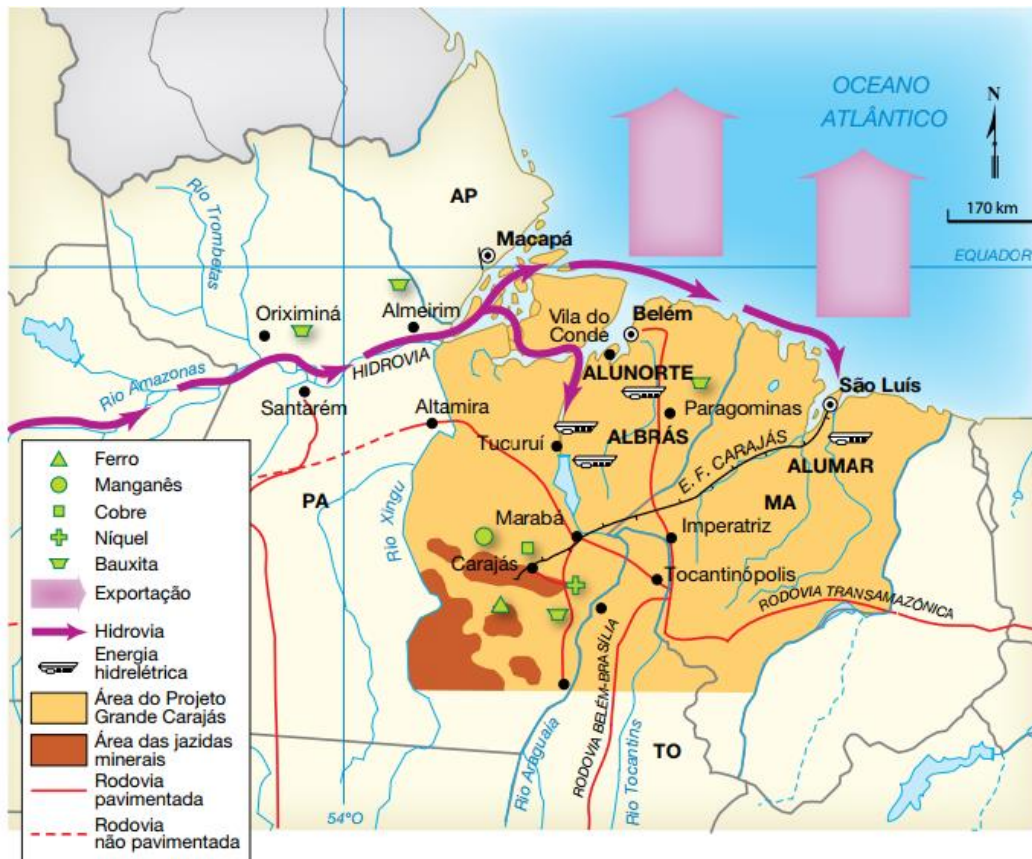 OCEANO
ATLÂNTICO
N
170 km
EQUADOR
AP
Macapá
Rio Trombetas
Oriximiná
Almeirim
HIDROVIA
Rio Amazonas
Santarém
Altamira
Vila do
Conde
Belém
ALUNORTE
Paragominas
São Luís
Tucuruí
ALBRÁS
E. F. CARAJÁS
ALUMAR
MA
PA
Rio Xingu
Marabá
Imperatriz
Carajás
Tocantinópolis
RODOVIA TRANSAMAZÔNICA
RODOVIA BELÉM-BRASÍLIA
Rio Araguaia
Rio Tocantins
TO
54°O
Ferro
Manganês
Cobre
Níquel
Bauxita
Exportação
Hidrovia
Energia
hidrelétrica
Área do Projeto
Grande Carajás
Área das jazidas
minerais
Rodovia
pavimentada
Rodovia
não pavimentada